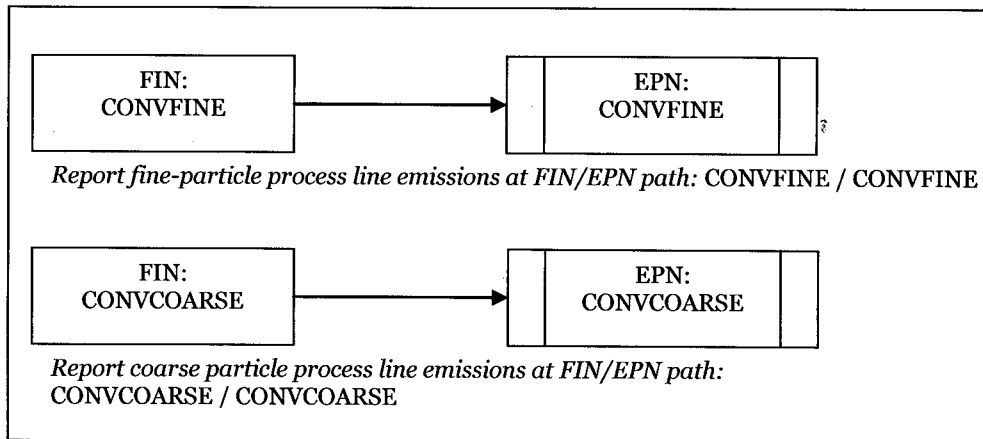 FIN:
CONVFINE
EPN:
CONVFINE
Report fine-particle process line emissions at FIN/EPN path: CONVFINE / CONVFINE
FIN:
CONVCOARSE
EPN:
CONVCOARSE
Report coarse particle process line emissions at FIN/EPN path:
CONVCOARSE / CONVCOARSE